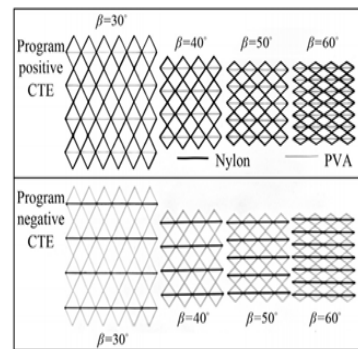 β=30°
Program
positive
CTE
β=40°
β=50°
β=60°
Nylon
PVA
Program
negative
CTE
β=30°
β=40°
β=50°
β=60°